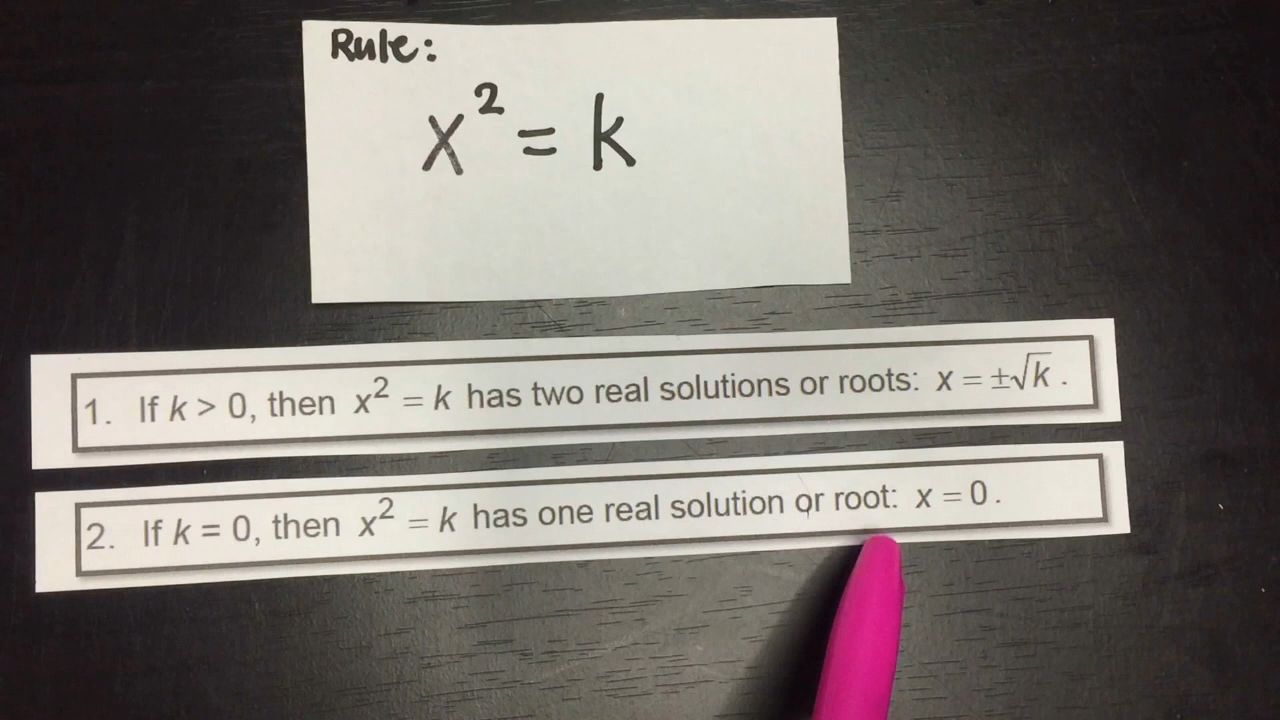 Rule:
x² = k
1. If k > 0, then x² = k has two real solutions or roots: x = ±√k .
2. If k = 0, then x² = k has one real solution or root: x = 0 .